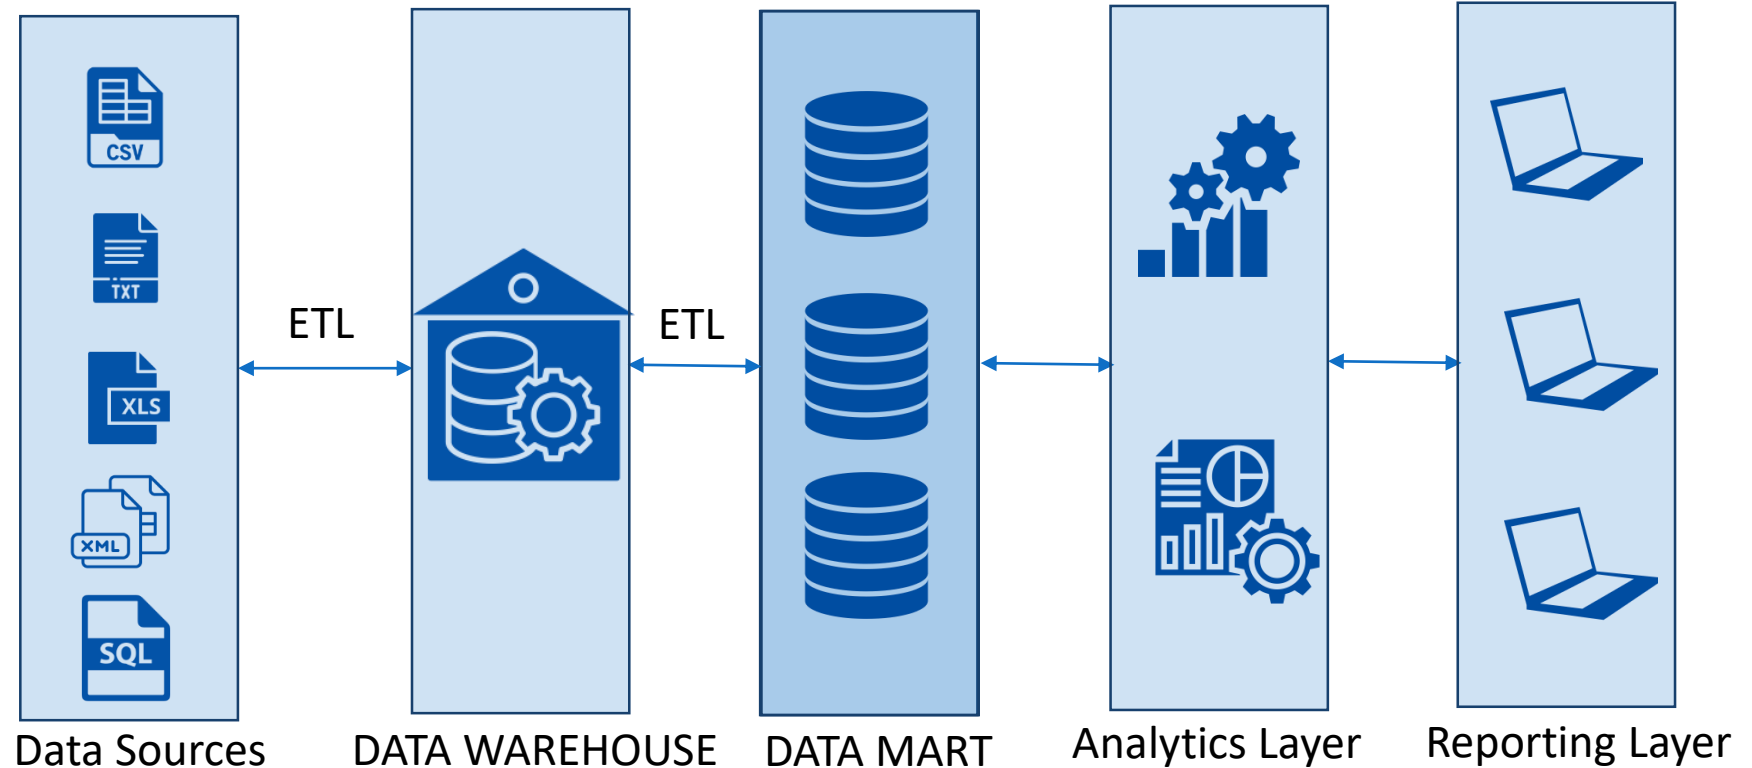 CSV
TXT
XLS
XML
SQL
ETL
ETL
Data Sources
DATA WAREHOUSE
DATA MART
Analytics Layer
Reporting Layer